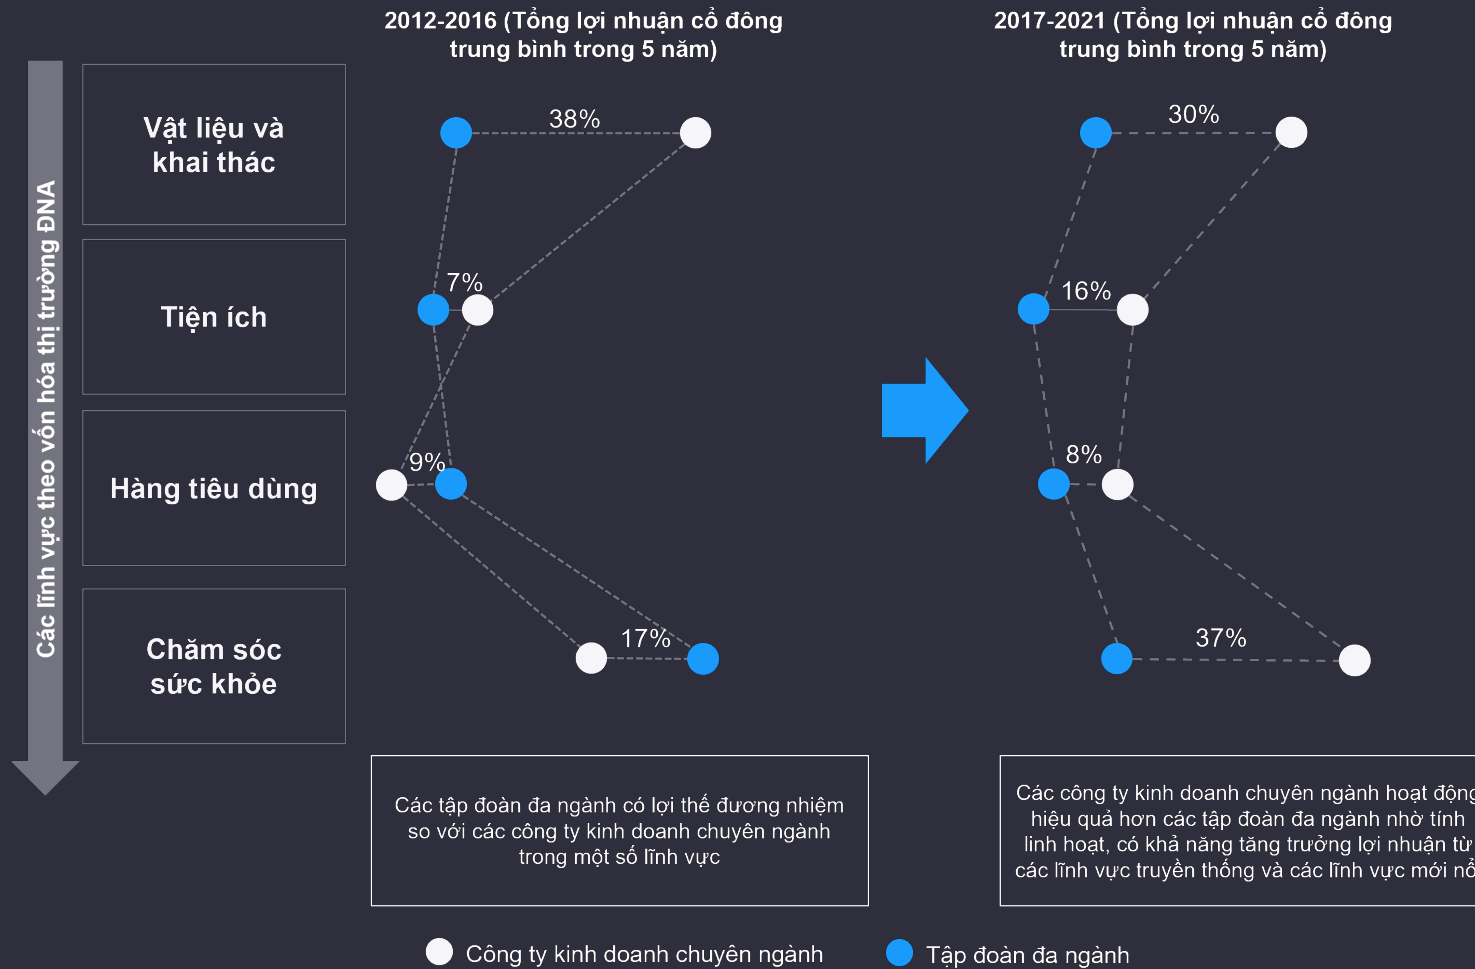 2012-2016 (Tổng lợi nhuận cổ đông
trung bình trong 5 năm)
2017-2021 (Tổng lợi nhuận cổ đông
trung bình trong 5 năm)
Các lĩnh vực theo vốn hóa thị trường ĐNA
Vật liệu và
khai thác
38%
30%
Tiện ích
7%
16%
Hàng tiêu dùng
9%
8%
Chăm sóc
sức khỏe
17%
37%
Các tập đoàn đa ngành có lợi thế đương nhiệm
so với các công ty kinh doanh chuyên ngành
trong một số lĩnh vực
Các công ty kinh doanh chuyên ngành hoạt động
hiệu quả hơn các tập đoàn đa ngành nhờ tính
linh hoạt, có khả năng tăng trưởng lợi nhuận từ
các lĩnh vực truyền thống và các lĩnh vực mới nổ
Công ty kinh doanh chuyên ngành
Tập đoàn đa ngành